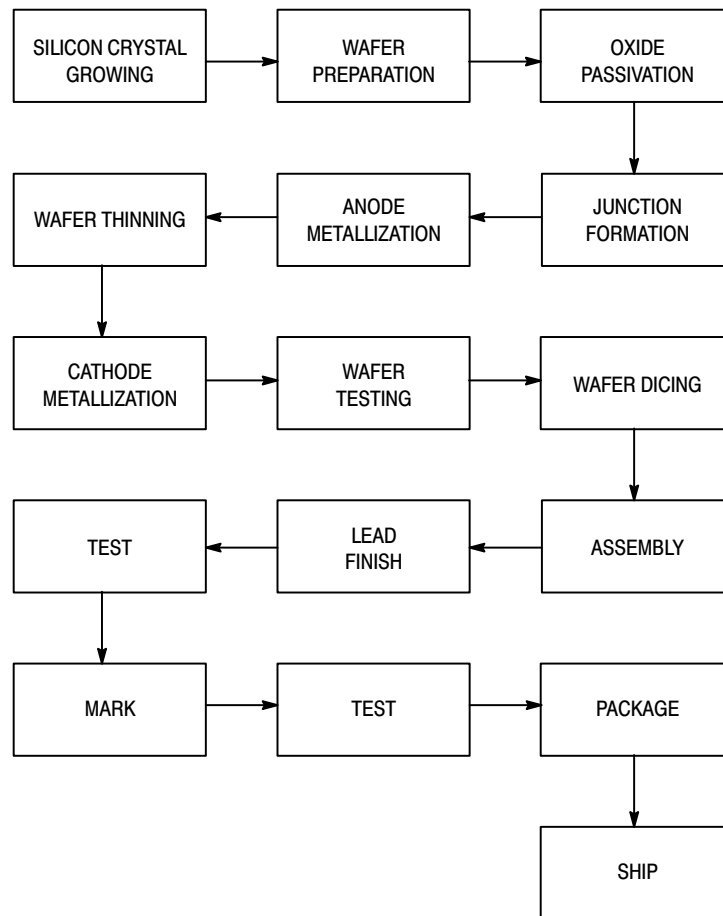 SILICON CRYSTAL
GROWING
WAFER
PREPARATION
OXIDE
PASSIVATION
JUNCTION
FORMATION
ANODE
METALLIZATION
WAFER THINNING
CATHODE
METALLIZATION
WAFER
TESTING
WAFER DICING
ASSEMBLY
LEAD
FINISH
TEST
MARK
TEST
PACKAGE
SHIP